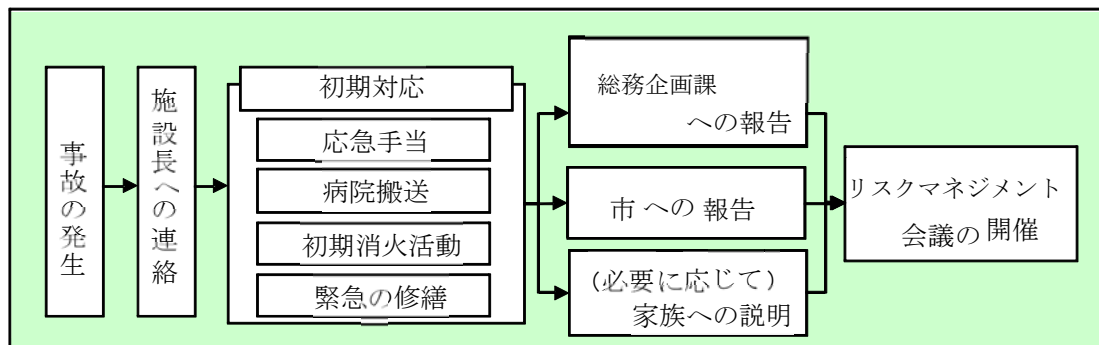 事故の発生
施設長への連絡
初期対応
応急手当
病院搬送
初期消火活動
緊急の修繕
総務企画課
への報告
市への報告
(必要に応じて)
家族への説明
リスクマネジメント
会議の開催